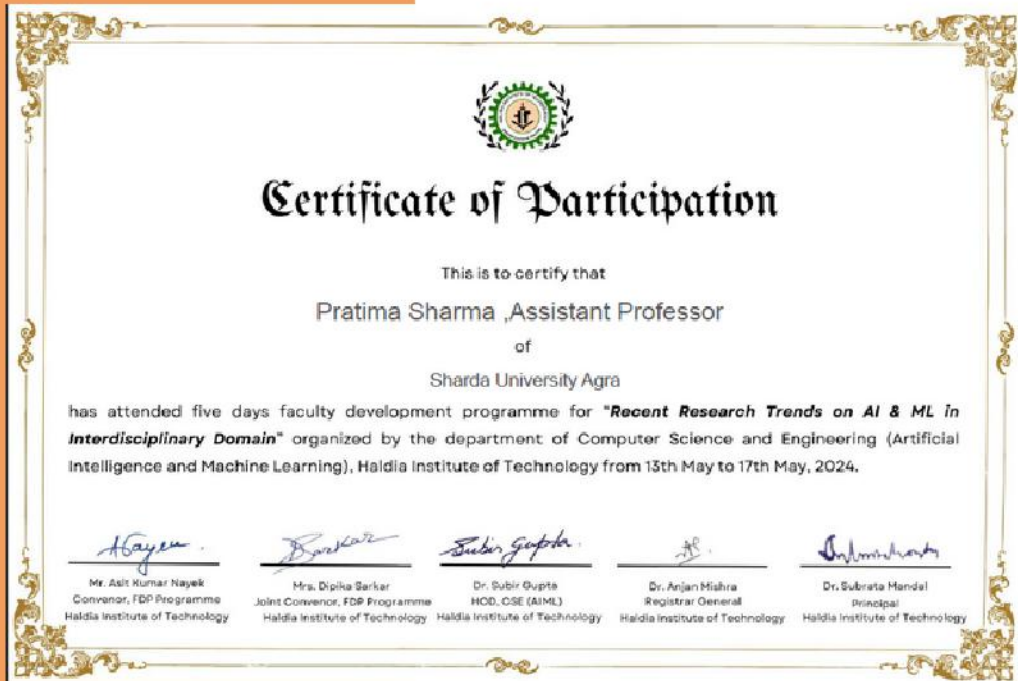 Certificate of Participation
This is to certify that
Pratima Sharma ,Assistant Professor
of
Sharda University Agra
has attended five days faculty development programme for "Recent Research Trends on AI & ML in
Interdisciplinary Domain" organized by the department of Computer Science and Engineering (Artificial
Intelligence and Machine Learning), Haldia Institute of Technology from 13th May to 17th May, 2024.
Subir Gupta
Mr. Asit Kumar Nayek
Convenor, FDP Programme
Haldia Institute of Technology
Mrs. Dipika Sarkar
Joint Convenor, FDP Programme
Haldia Institute of Technology
Dr. Subir Gupta
HOD, CSE (AIML)
Haldia Institute of Technology
Dr. Anjan Mishra
Registrar General
Haldia Institute of Technology
Dr. Subrata Mondal
Principal
Haldia Institute of Technology